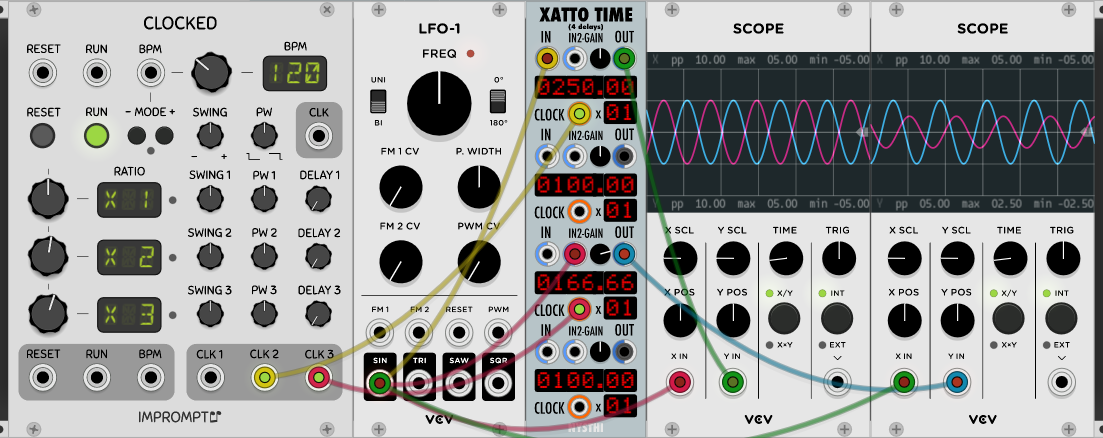 CLOCKED
RESET RUN BPM
BPM
120
RESET RUN - MODE + SWING PW CLK
- +
RATIO
SWING 1 PW 1 DELAY 1
X 1
SWING 2 PW 2 DELAY 2
X 2
SWING 3 PW 3 DELAY 3
X 3
RESET RUN BPM CLK 1 CLK 2 CLK 3
IMPROMPTU
LFO-1
FREQ
UNI
BI
0°
180°
FM 1 CV P. WIDTH
FM 2 CV PWM CV
FM 1 FM 2 RESET PWM
SIN TRI SAW SQR
VCV
XATTO TIME
(4 delays)
IN IN2-GAIN OUT
0250.00
CLOCK x 01
IN IN2-GAIN OUT
0100.00
CLOCK x 01
IN IN2-GAIN OUT
0166.66
CLOCK x 01
IN IN2-GAIN OUT
0100.00
CLOCK x 01
SCOPE
X pp 10.00 max 05.00 min -05.00
Y pp 10.00 max 05.00 min -05.00
X SCL Y SCL TIME TRIG
X POS Y POS X/Y INT
X×Y EXT
X IN Y IN
VCV
SCOPE
X pp 10.00 max 05.00 min -05.00
Y pp 05.00 max 02.50 min -02.50
X SCL Y SCL TIME TRIG
X POS Y POS X/Y INT
X×Y EXT
X IN Y IN
VCV